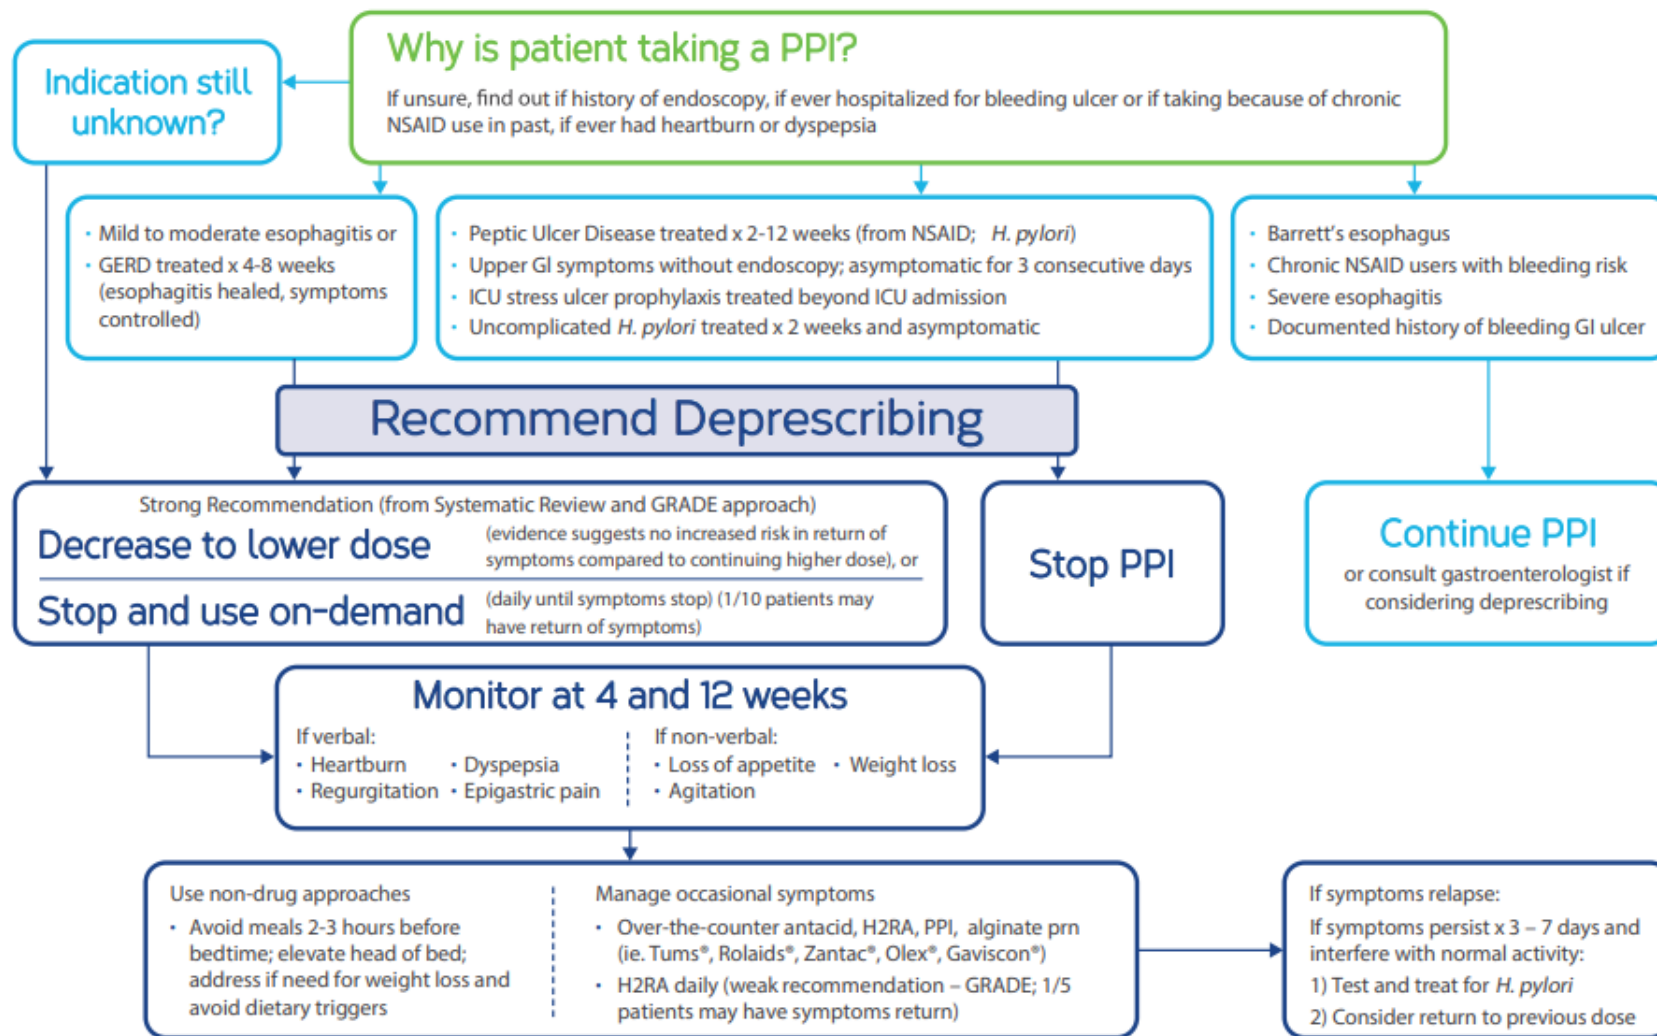 Why is patient taking a PPI?
If unsure, find out if history of endoscopy, if ever hospitalized for bleeding ulcer or if taking because of chronic
NSAID use in past, if ever had heartburn or dyspepsia
Indication still
unknown?
• Mild to moderate esophagitis or
• GERD treated x 4-8 weeks
(esophagitis healed, symptoms
controlled)
• Peptic Ulcer Disease treated x 2-12 weeks (from NSAID; H. pylori)
• Upper GI symptoms without endoscopy; asymptomatic for 3 consecutive days
• ICU stress ulcer prophylaxis treated beyond ICU admission
• Uncomplicated H. pylori treated x 2 weeks and asymptomatic
• Barrett's esophagus
• Chronic NSAID users with bleeding risk
• Severe esophagitis
• Documented history of bleeding GI ulcer
Recommend Deprescribing
Strong Recommendation (from Systematic Review and GRADE approach)
Decrease to lower dose
(evidence suggests no increased risk in return of
symptoms compared to continuing higher dose), or
Stop and use on-demand
(daily until symptoms stop) (1/10 patients may
have return of symptoms)
Stop PPI
Continue PPI
or consult gastroenterologist if
considering deprescribing
Monitor at 4 and 12 weeks
If verbal:
• Heartburn • Dyspepsia
• Regurgitation • Epigastric pain
If non-verbal:
• Loss of appetite • Weight loss
• Agitation
Use non-drug approaches
• Avoid meals 2-3 hours before
bedtime; elevate head of bed;
address if need for weight loss and
avoid dietary triggers
Manage occasional symptoms
• Over-the-counter antacid, H2RA, PPI, alginate prn
(ie. Tums®, Rolaids®, Zantac®, Olex®, Gaviscon®)
• H2RA daily (weak recommendation – GRADE; 1/5
patients may have symptoms return)
If symptoms relapse:
If symptoms persist x 3 – 7 days and
interfere with normal activity:
1) Test and treat for H. pylori
2) Consider return to previous dose